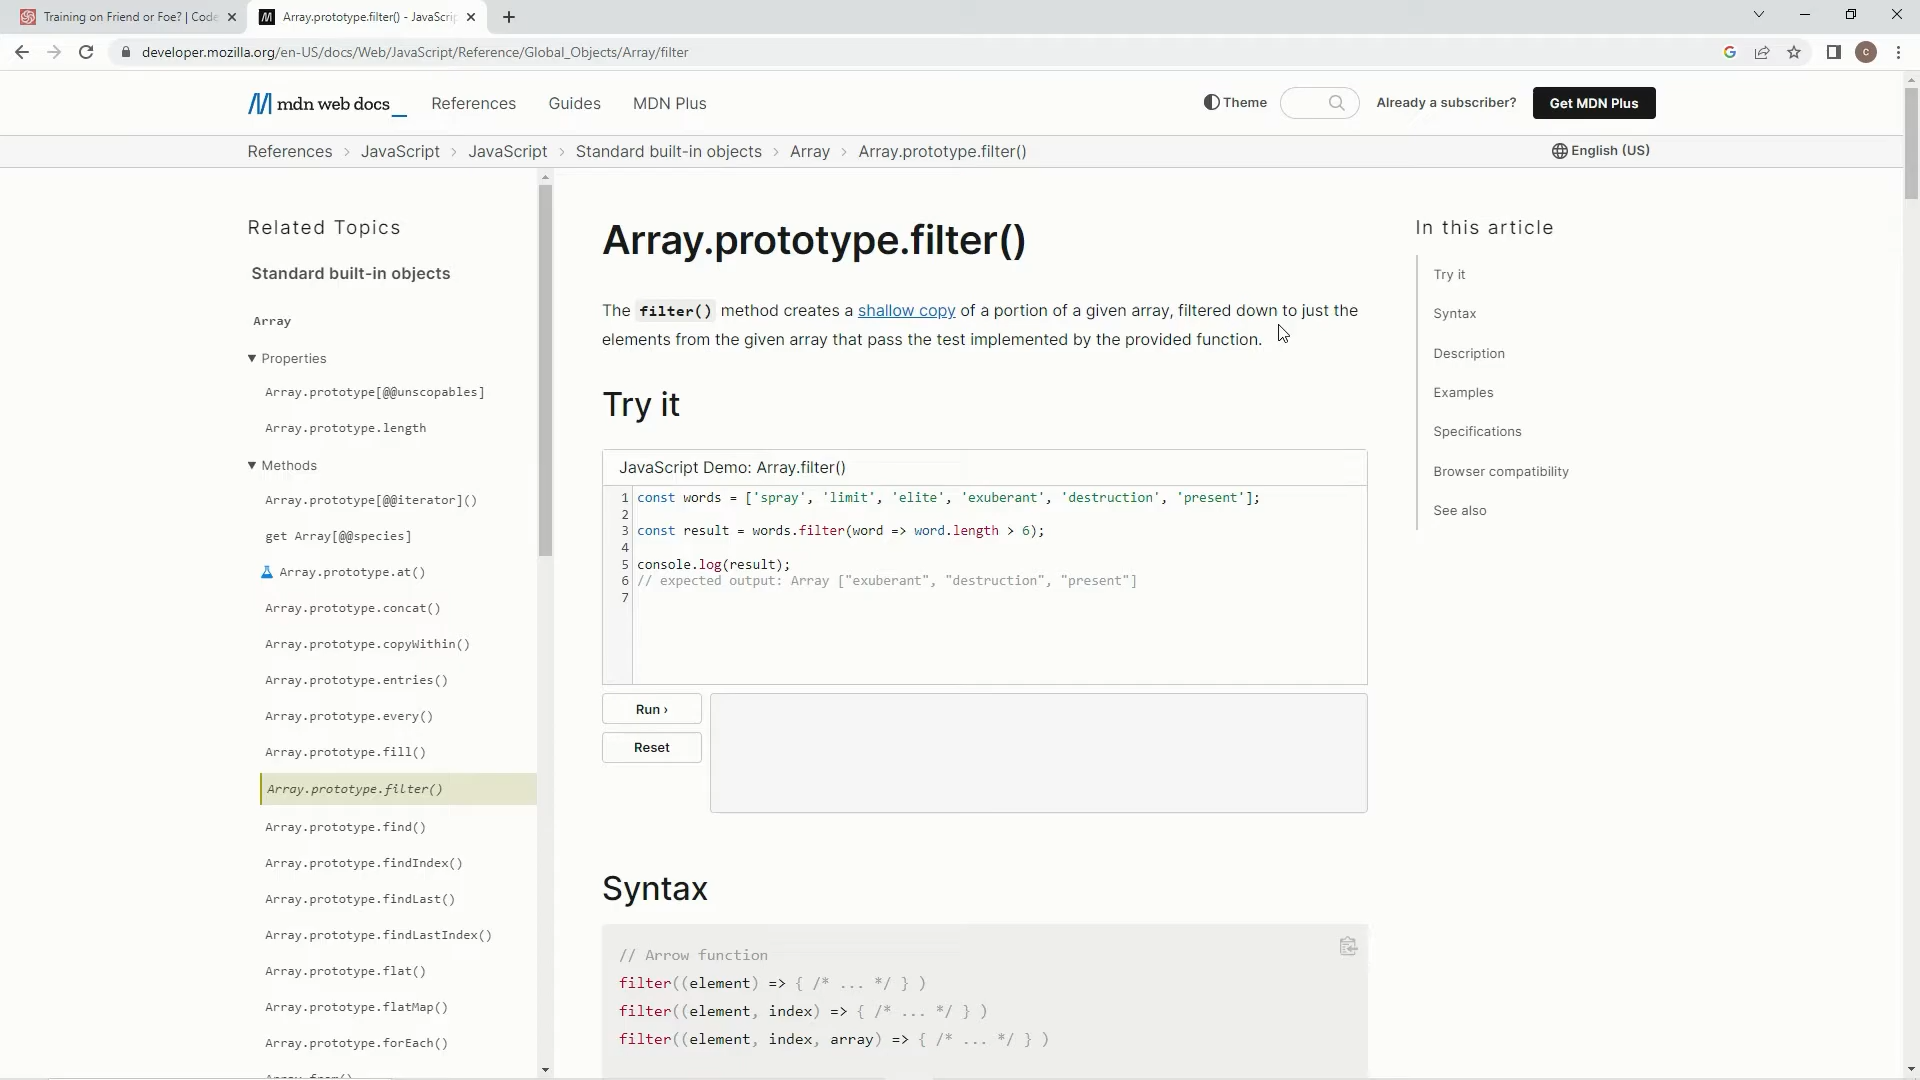 Training on Friend or Foe? | Code
Array.prototype.filter() - JavaScrip
developer.mozilla.org/en-US/docs/Web/JavaScript/Reference/Global_Objects/Array/filter
C
mdn web docs_
References
Guides
MDN Plus
Theme
Already a subscriber?
Get MDN Plus
References > JavaScript > JavaScript > Standard built-in objects > Array > Array.prototype.filter()
English (US)
Related Topics
Standard built-in objects
Array
▼ Properties
Array.prototype[@@unscopables]
Array.prototype.length
▼ Methods
Array.prototype[@@iterator]()
get Array[@@species]
Array.prototype.at()
Array.prototype.concat()
Array.prototype.copyWithin()
Array.prototype.entries()
Array.prototype.every()
Array.prototype.fill()
Array.prototype.filter()
Array.prototype.find()
Array.prototype.findIndex()
Array.prototype.findLast()
Array.prototype.findLastIndex()
Array.prototype.flat()
Array.prototype.flatMap()
Array.prototype.forEach()
Array.prototype.filter()
The filter() method creates a shallow copy of a portion of a given array, filtered down to just the
elements from the given array that pass the test implemented by the provided function.
Try it
JavaScript Demo: Array.filter()
1 const words = ['spray', 'limit', 'elite', 'exuberant', 'destruction', 'present'];
2
3 const result = words.filter(word => word.length > 6);
4
5 console.log(result);
6 // expected output: Array ["exuberant", "destruction", "present"]
7
Run ›
Reset
Syntax
// Arrow function
filter((element) => { /* ... */ } )
filter((element, index) => { /* ... */ } )
filter((element, index, array) => { /* ... */ } )
In this article
Try it
Syntax
Description
Examples
Specifications
Browser compatibility
See also